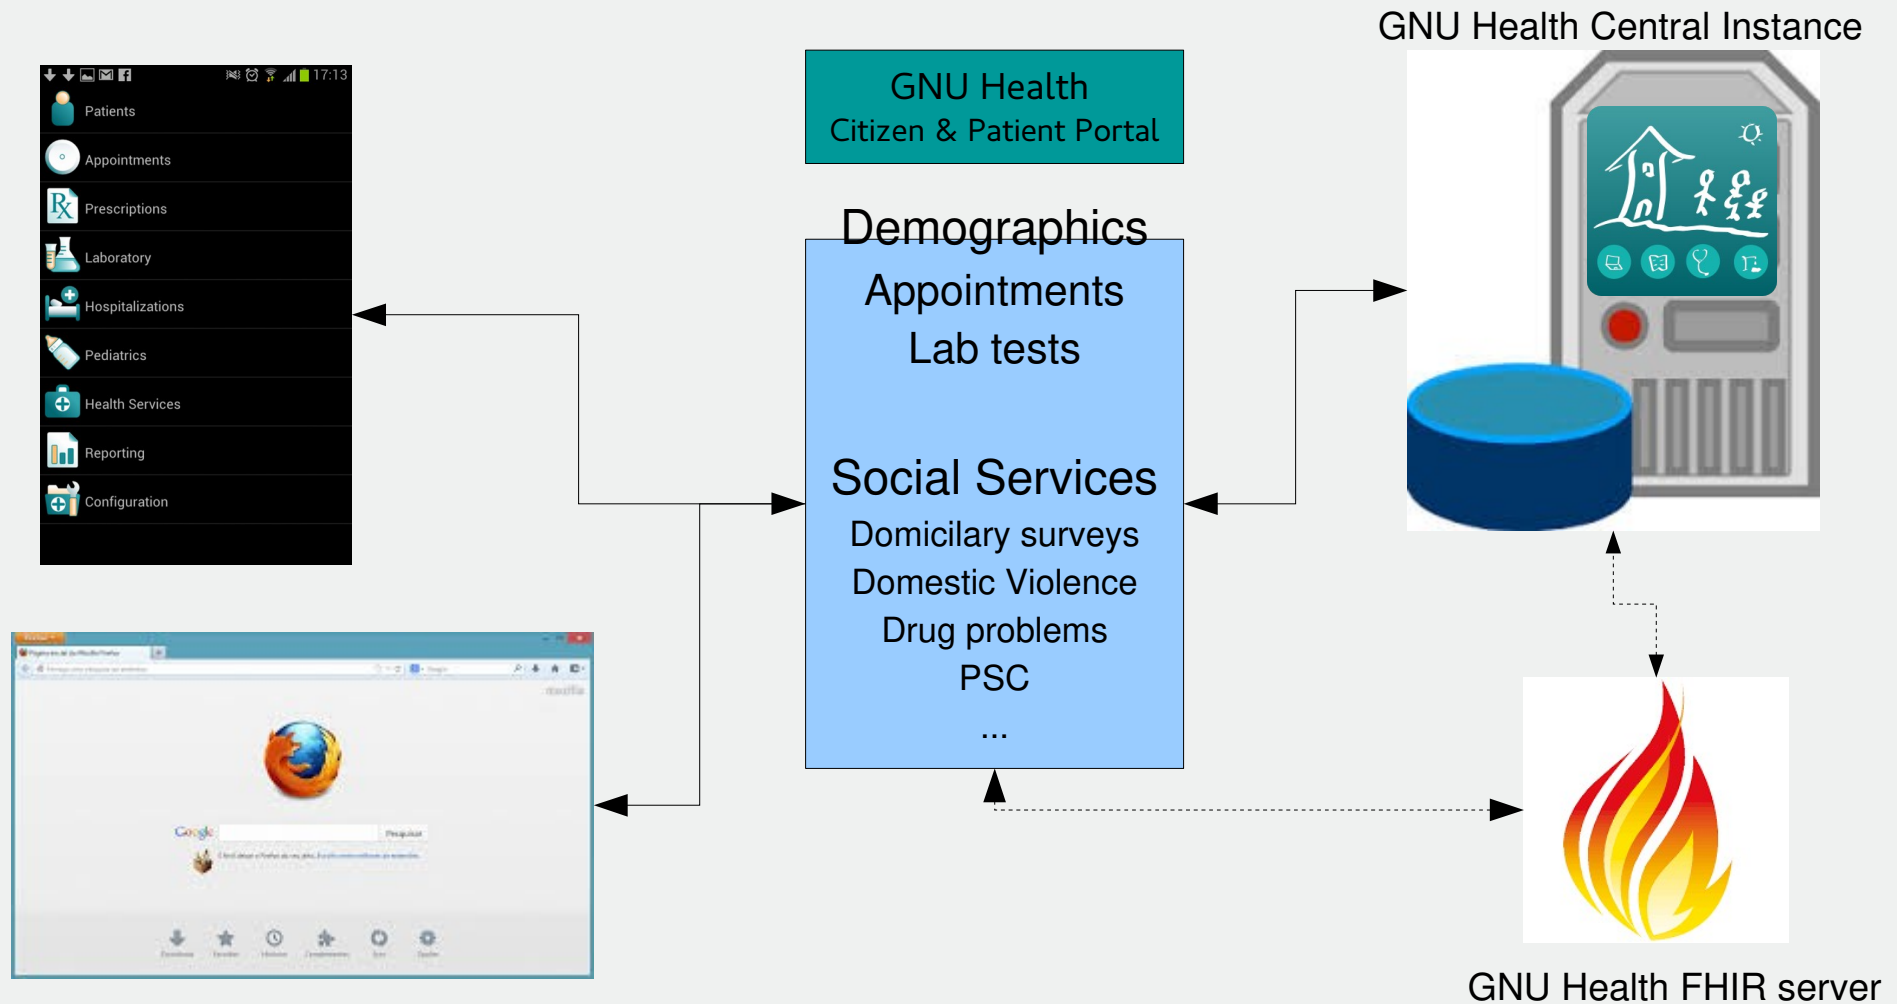 GNU Health Central Instance
17:13
Patients
Appointments
Prescriptions
Laboratory
Hospitalizations
Pediatrics
Health Services
Reporting
Configuration
GNU Health
Citizen & Patient Portal
Demographics
Appointments
Lab tests
Social Services
Domicilary surveys
Domestic Violence
Drug problems
PSC
...
mozilla
Google
Pesquisar
GNU Health FHIR server